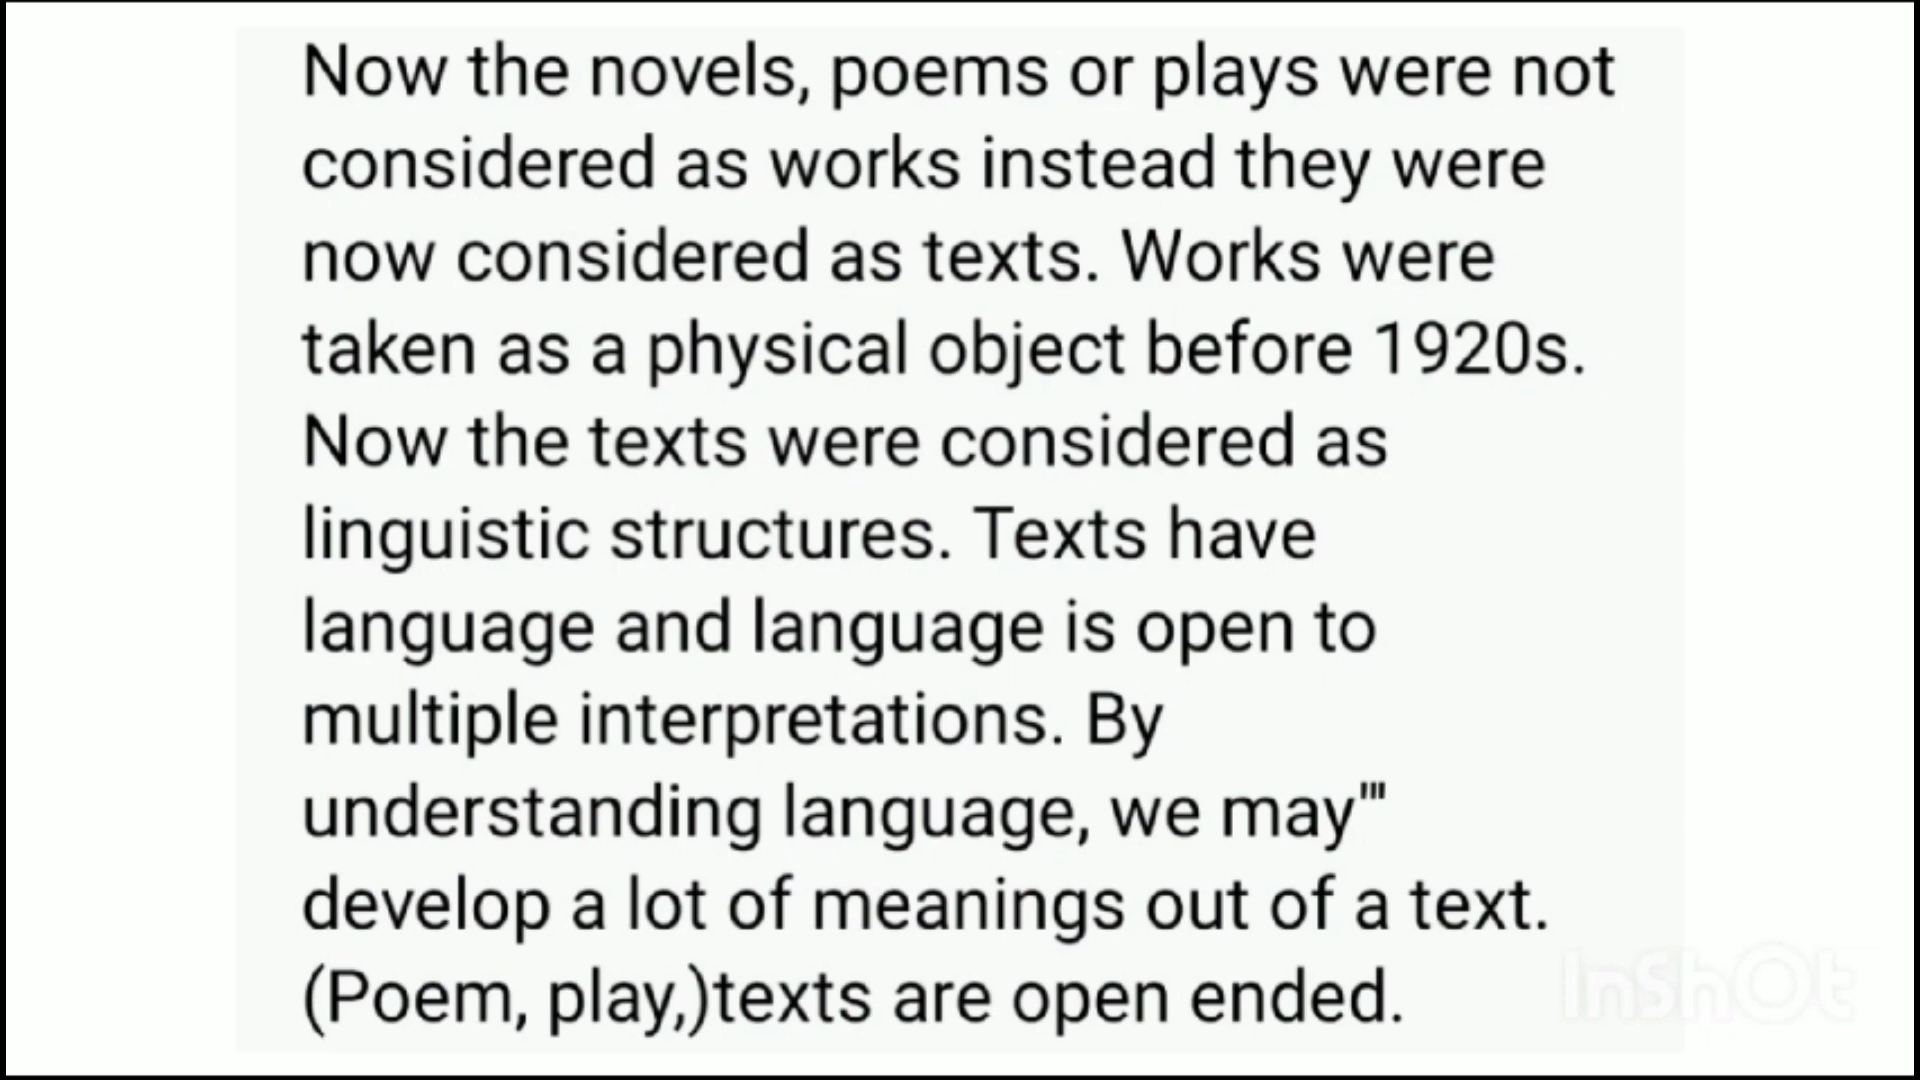 Now the novels, poems or plays were not
considered as works instead they were
now considered as texts. Works were
taken as a physical object before 1920s.
Now the texts were considered as
linguistic structures. Texts have
language and language is open to
multiple interpretations. By
understanding language, we may"'
develop a lot of meanings out of a text.
(Poem, play,)texts are open ended.
InShOt